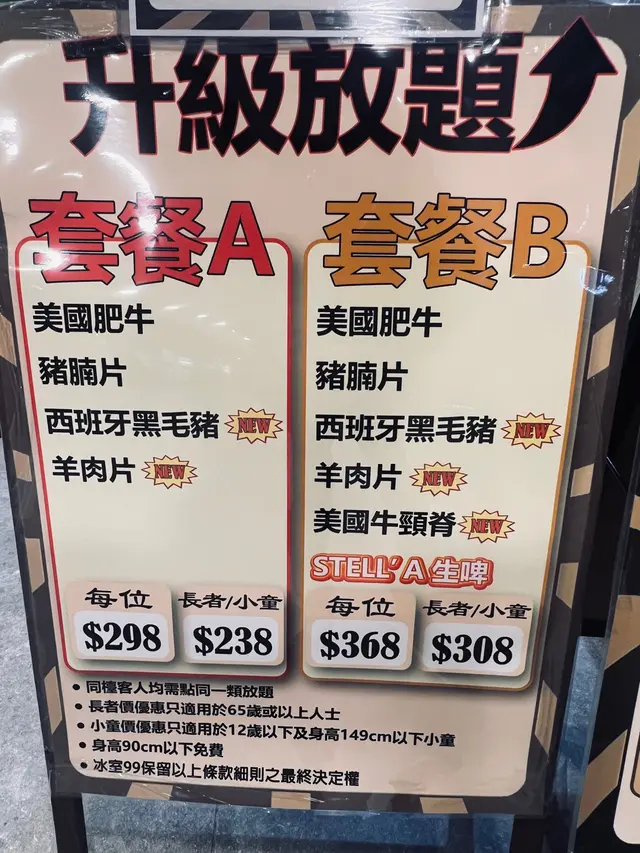 升級放題
套餐A
美國肥牛
豬腩片
西班牙黑毛豬 NEW
羊肉片 NEW
每位 長者/小童
$298 $238
套餐B
美國肥牛
豬腩片
西班牙黑毛豬 NEW
羊肉片 NEW
美國牛頸脊 NEW
STELL'A 生啤
每位 長者/小童
$368 $308
• 同檯客人均需點同一類放題
• 長者價優惠只適用於65歲或以上人士
• 小童價優惠只適用於12歲以下及身高149cm以下小童
• 身高90cm以下免費
• 冰室99保留以上條款細則之最終決定權